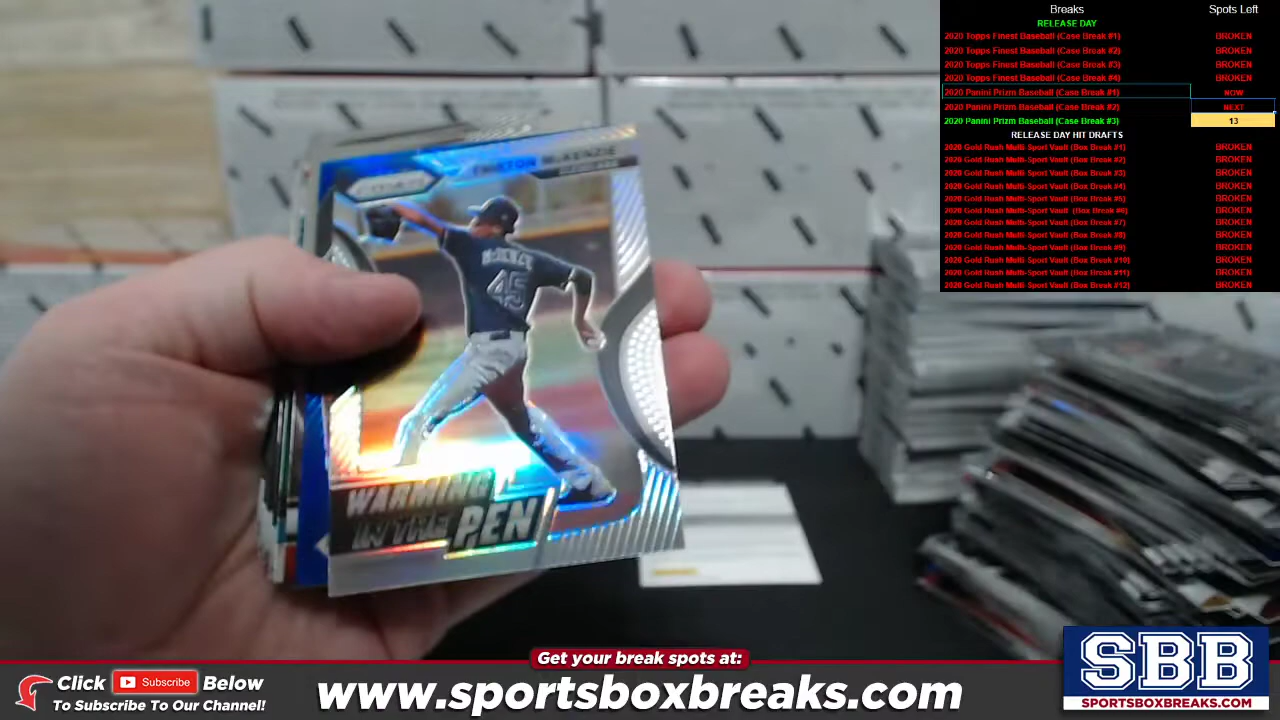 Breaks Spots Left
RELEASE DAY
2020 Topps Finest Baseball (Case Break #1) BROKEN
2020 Topps Finest Baseball (Case Break #2) BROKEN
2020 Topps Finest Baseball (Case Break #3) BROKEN
2020 Topps Finest Baseball (Case Break #4) BROKEN
2020 Panini Prizm Baseball (Case Break #1) NOW
2020 Panini Prizm Baseball (Case Break #2) NEXT
2020 Panini Prizm Baseball (Case Break #3) 13
RELEASE DAY HIT DRAFTS
2020 Gold Rush Multi-Sport Vault (Box Break #1) BROKEN
2020 Gold Rush Multi-Sport Vault (Box Break #2) BROKEN
2020 Gold Rush Multi-Sport Vault (Box Break #3) BROKEN
2020 Gold Rush Multi-Sport Vault (Box Break #4) BROKEN
2020 Gold Rush Multi-Sport Vault (Box Break #5) BROKEN
2020 Gold Rush Multi-Sport Vault (Box Break #6) BROKEN
2020 Gold Rush Multi-Sport Vault (Box Break #7) BROKEN
2020 Gold Rush Multi-Sport Vault (Box Break #8) BROKEN
2020 Gold Rush Multi-Sport Vault (Box Break #9) BROKEN
2020 Gold Rush Multi-Sport Vault (Box Break #10) BROKEN
2020 Gold Rush Multi-Sport Vault (Box Break #11) BROKEN
2020 Gold Rush Multi-Sport Vault (Box Break #12) BROKEN
McKENZIE
45
WARMING
IN THE PEN
Get your break spots at:
Click Subscribe Below
To Subscribe To Our Channel!
www.sportsboxbreaks.com
SBB
SPORTSBOXBREAKS.COM